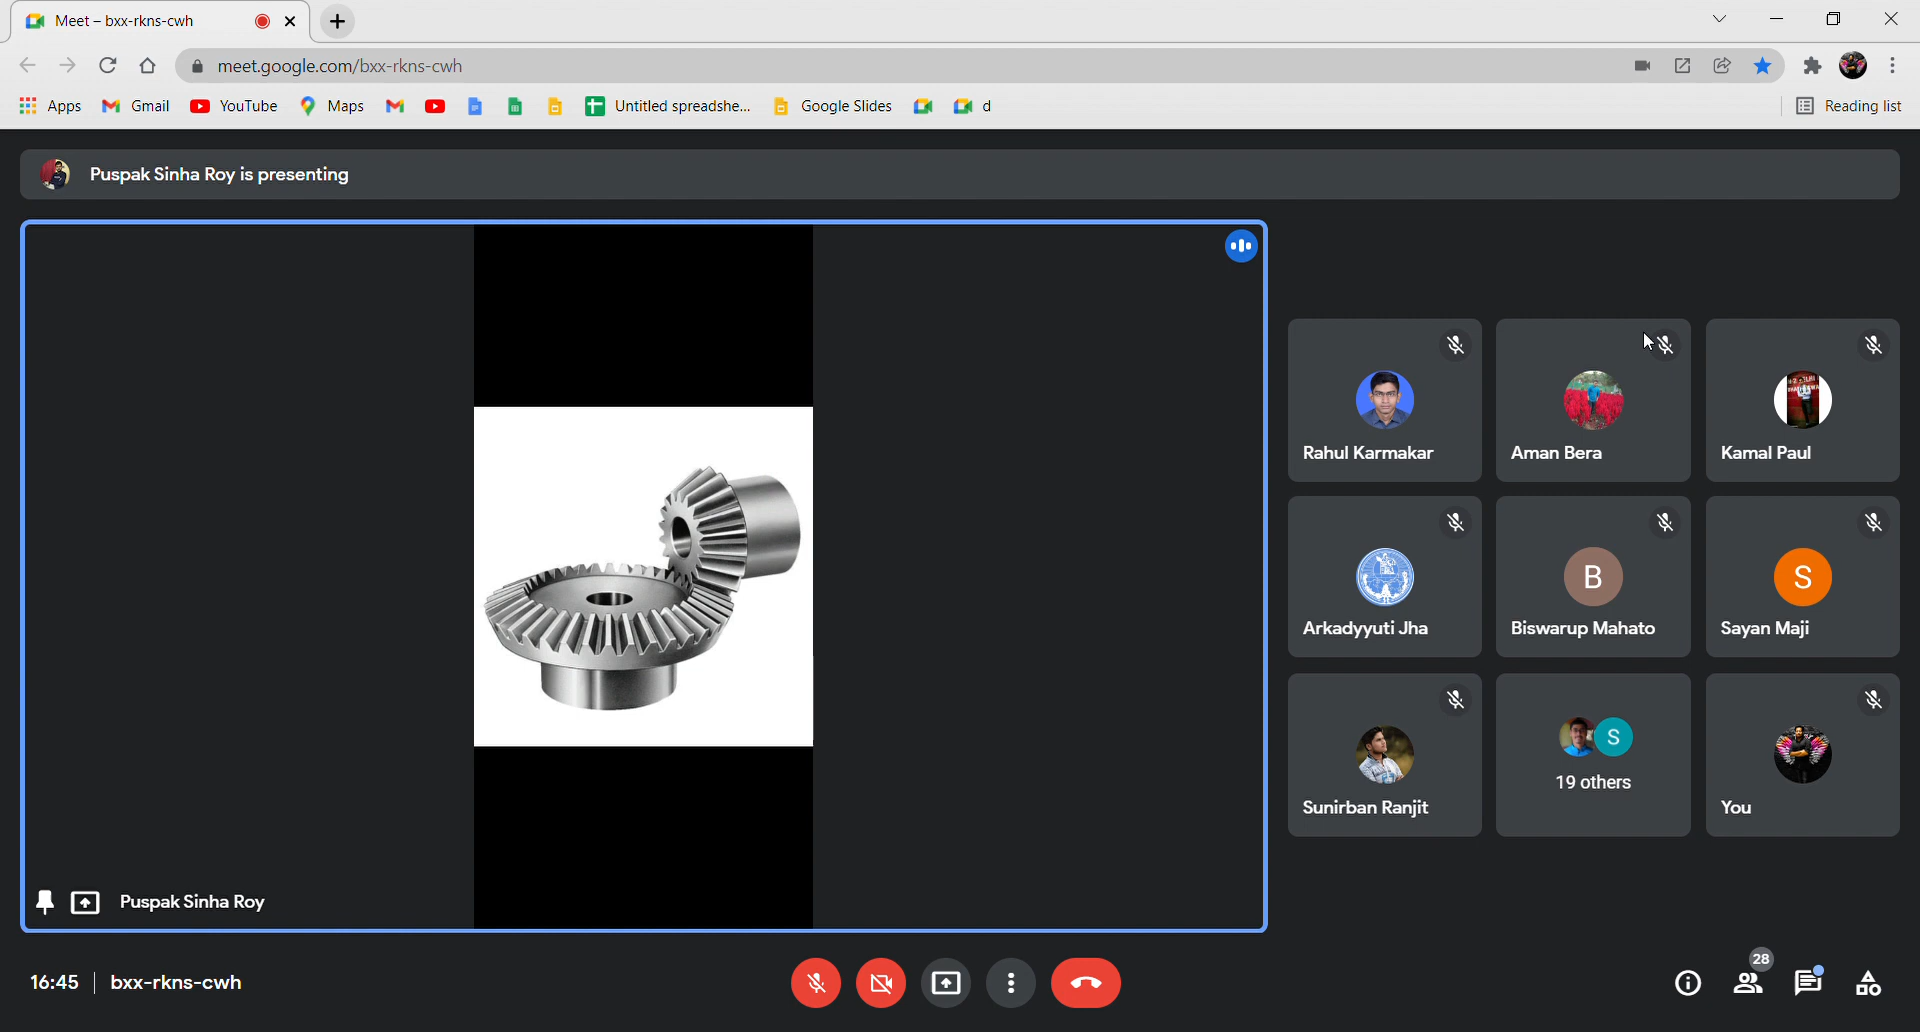 Meet – bxx-rkns-cwh
meet.google.com/bxx-rkns-cwh
Apps Gmail YouTube Maps Untitled spreadshe... Google Slides d Reading list
Puspak Sinha Roy is presenting
Rahul Karmakar
Aman Bera
Kamal Paul
Arkadyyuti Jha
B
Biswarup Mahato
S
Sayan Maji
Sunirban Ranjit
S
19 others
You
Puspak Sinha Roy
16:45 bxx-rkns-cwh
28